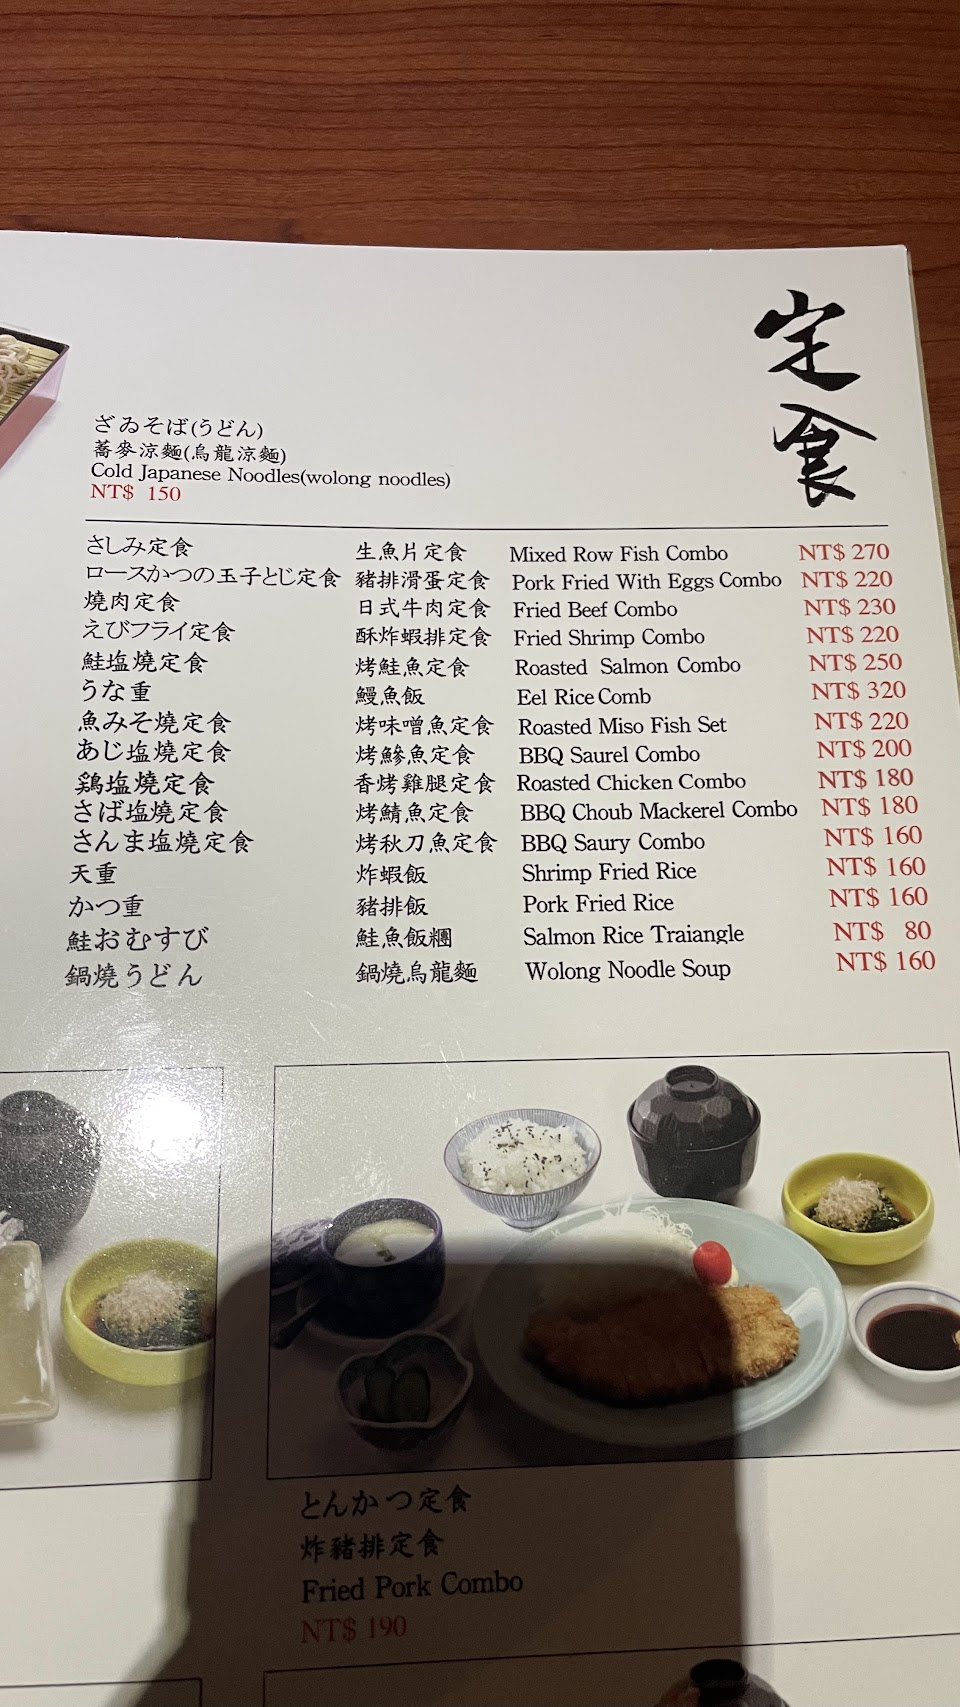 定食
ざゐそば(うどん)
蕎麥涼麵(烏龍涼麵)
Cold Japanese Noodles(wolong noodles)
NT$ 150
さしみ定食 生魚片定食 Mixed Row Fish Combo NT$ 270
ロースかつの玉子とじ定食 豬排滑蛋定食 Pork Fried With Eggs Combo NT$ 220
燒肉定食 日式牛肉定食 Fried Beef Combo NT$ 230
えびフライ定食 酥炸蝦排定食 Fried Shrimp Combo NT$ 220
鮭塩燒定食 烤鮭魚定食 Roasted Salmon Combo NT$ 250
うな重 鰻魚飯 Eel Rice Comb NT$ 320
魚みそ燒定食 烤味噌魚定食 Roasted Miso Fish Set NT$ 220
あじ塩燒定食 烤鰺魚定食 BBQ Saurel Combo NT$ 200
鶏塩燒定食 香烤雞腿定食 Roasted Chicken Combo NT$ 180
さば塩燒定食 烤鯖魚定食 BBQ Choub Mackerel Combo NT$ 180
さんま塩燒定食 烤秋刀魚定食 BBQ Saury Combo NT$ 160
天重 炸蝦飯 Shrimp Fried Rice NT$ 160
かつ重 豬排飯 Pork Fried Rice NT$ 160
鮭おむすび 鮭魚飯糰 Salmon Rice Traiangle NT$ 80
鍋燒うどん 鍋燒烏龍麵 Wolong Noodle Soup NT$ 160
とんかつ定食
炸豬排定食
Fried Pork Combo
NT$ 190